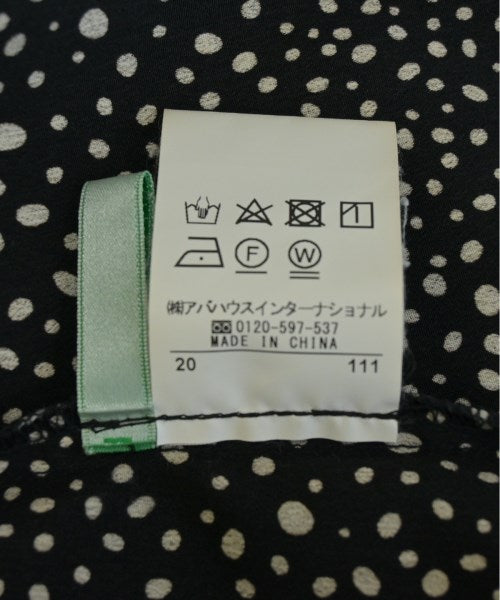 F
W
㈱アバハウスインターナショナル
0120-597-537
MADE IN CHINA
20 111